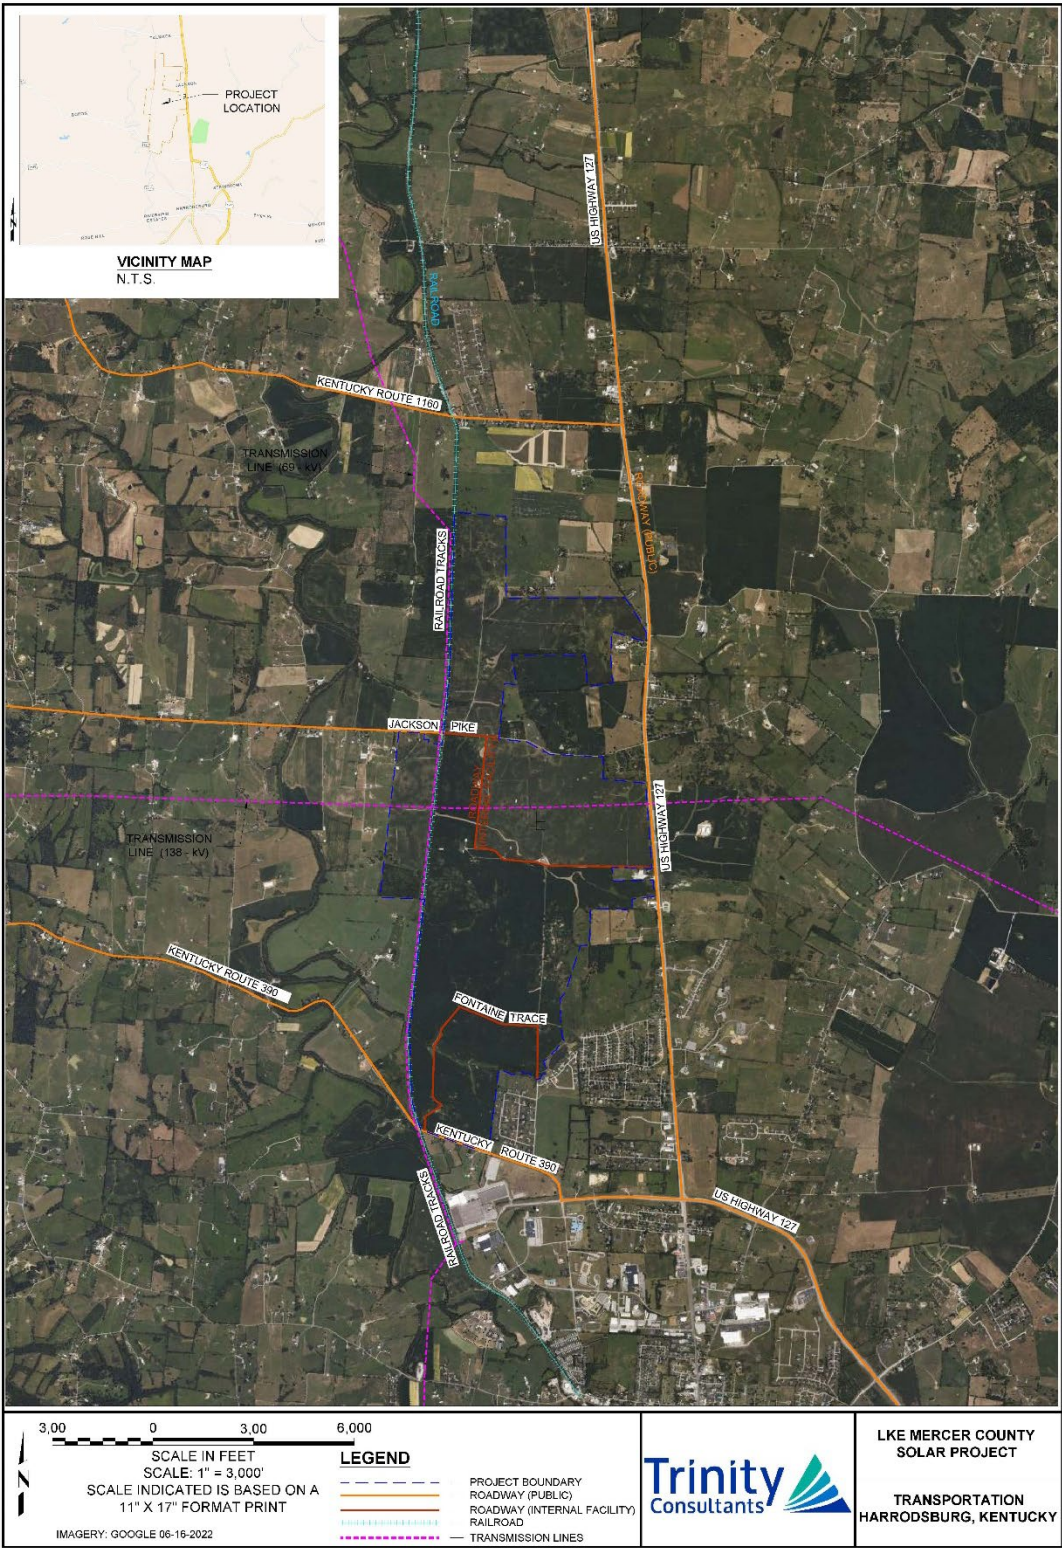 PROJECT
LOCATION
VICINITY MAP
N.T.S.
US HIGHWAY 127
RAILROAD
KENTUCKY ROUTE 1160
TRANSMISSION
LINE (69 - kV)
ROADWAY (PUBLIC)
RAILROAD TRACKS
JACKSON PIKE
US HIGHWAY 127
TRANSMISSION
LINE (138 - kV)
KENTUCKY ROUTE 390
FONTAINE TRACE
KENTUCKY ROUTE 390
RAILROAD TRACKS
US HIGHWAY 127
3,00 0 3,00 6,000
SCALE IN FEET
SCALE: 1" = 3,000'
SCALE INDICATED IS BASED ON A
11" X 17" FORMAT PRINT
N
IMAGERY: GOOGLE 06-16-2022
LEGEND
PROJECT BOUNDARY
ROADWAY (PUBLIC)
ROADWAY (INTERNAL FACILITY)
RAILROAD
TRANSMISSION LINES
Trinity
Consultants
LKE MERCER COUNTY
SOLAR PROJECT
TRANSPORTATION
HARRODSBURG, KENTUCKY